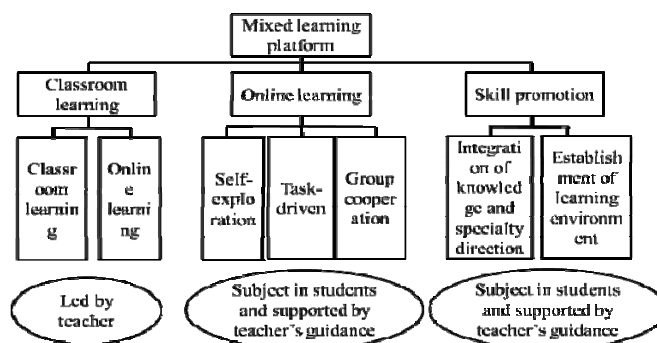 Mixed learning
platform
Classroom
learning
Online learning
Skill promotion
Classr
oom
learnin
g
Onlin
e
learni
ng
Self-
explo
ration
Task-
driven
Group
cooper
ation
Integrati
on of
knowled
ge and
specialty
direction
Establish
ment of
learning
environm
ent
Led by
teacher
Subject in students
and supported by
teacher's guidance
Subject in students
and supported by
teacher's guidance